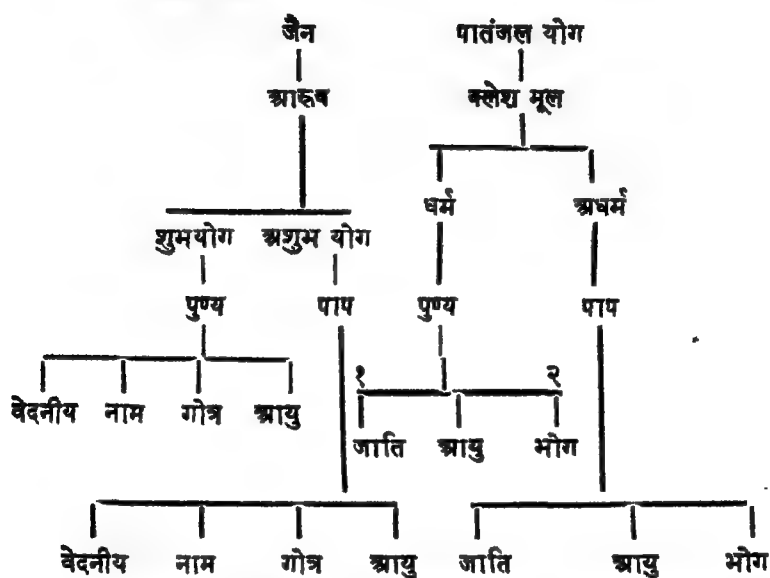 जैन पातंजल योग
आस्रव क्लेश मूल
धर्म अधर्म
शुभयोग अशुभ योग
पुण्य पाप पुण्य पाप
१ २
वेदनीय नाम गोत्र आयु
जाति आयु भोग
वेदनीय नाम गोत्र आयु जाति आयु भोग